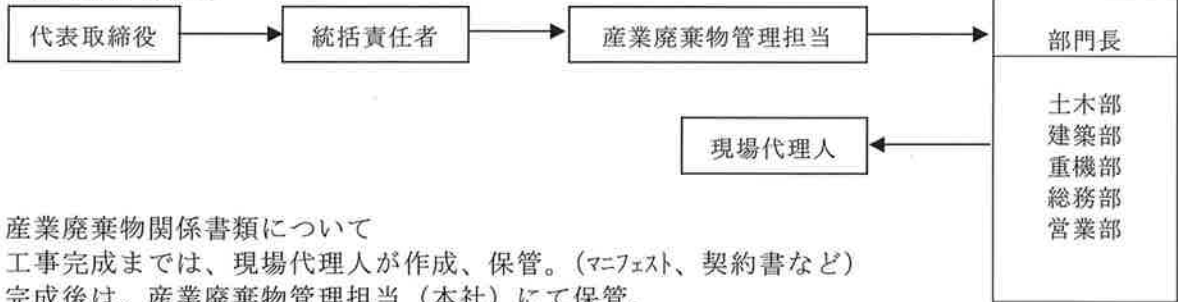 代表取締役
統括責任者
産業廃棄物管理担当
部門長
土木部
建築部
重機部
総務部
営業部
現場代理人
産業廃棄物関係書類について
工事完成までは、現場代理人が作成、保管。(マニフェスト、契約書など)
完成後は、産業廃棄物管理担当(本社)にて保管。